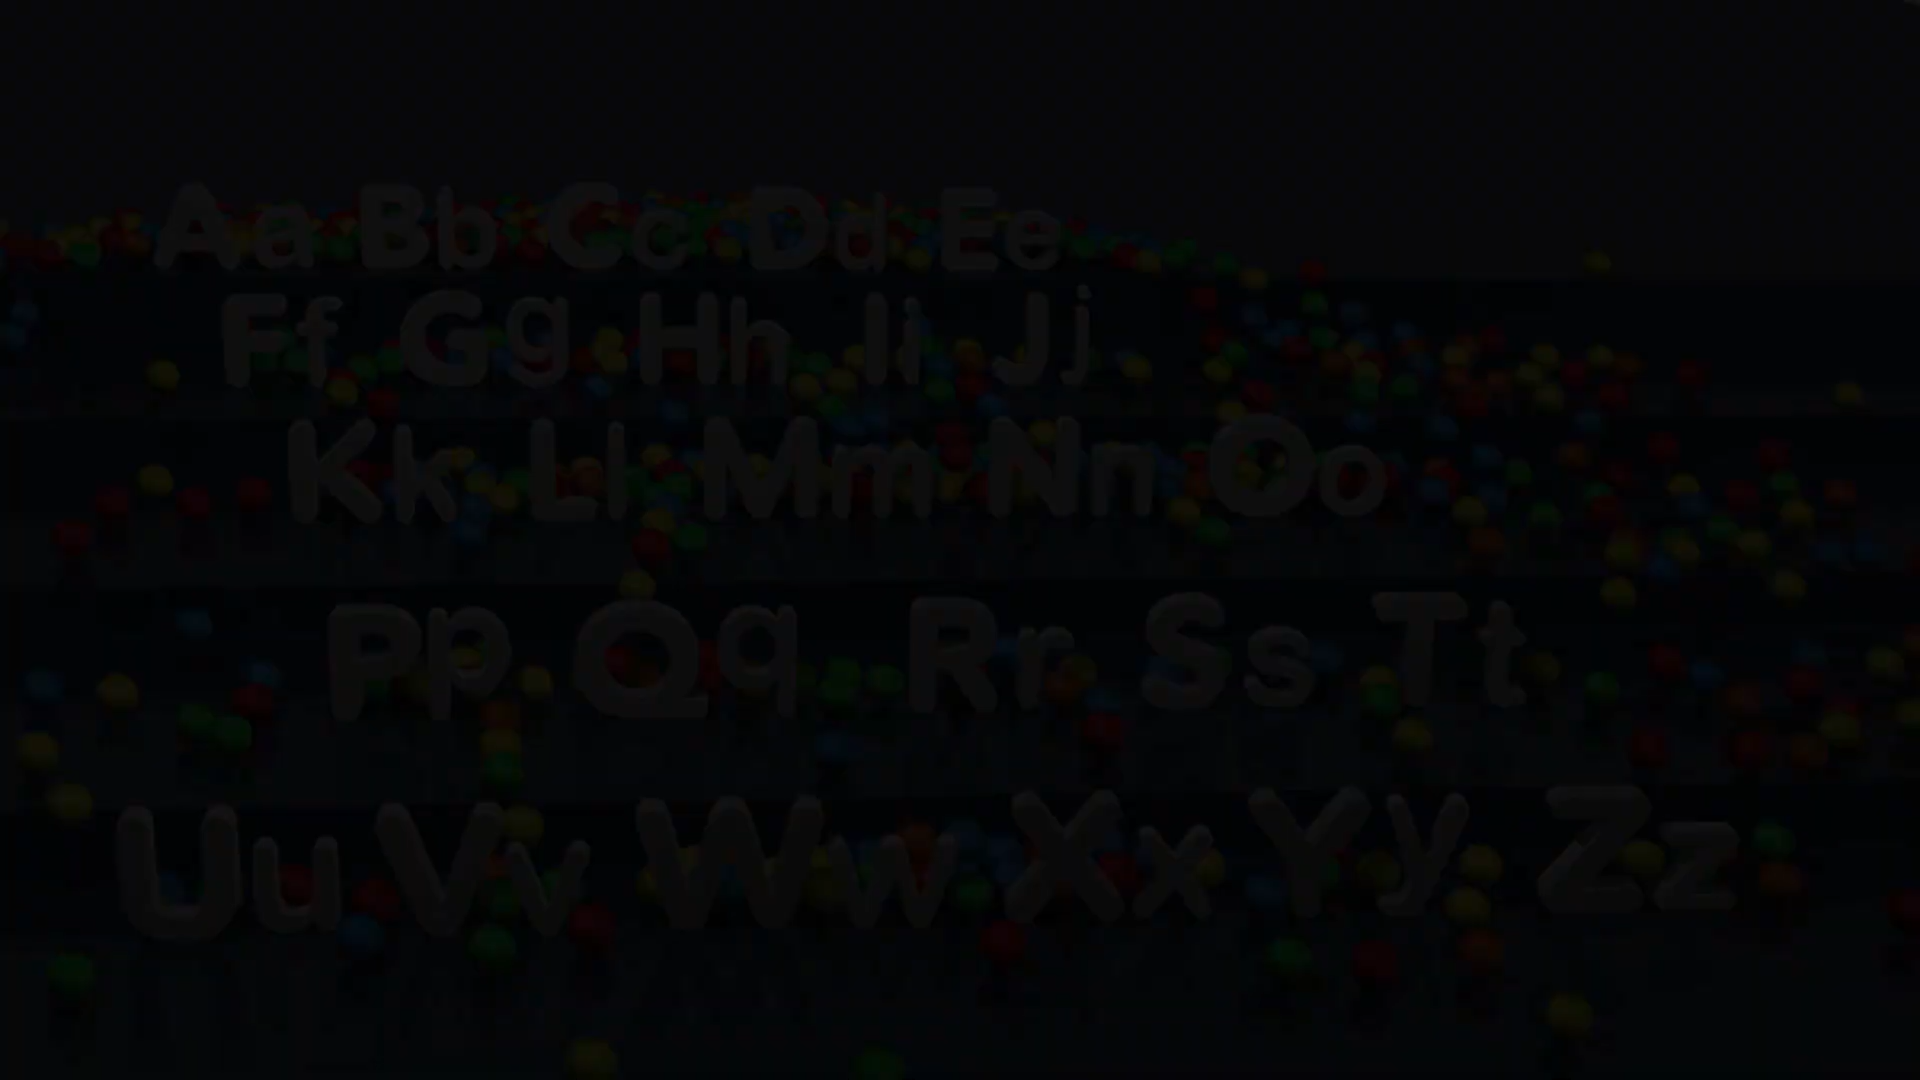 Aa Bb Cc Dd Ee
Ff Gg Hh Ii Jj
Kk Ll Mm Nn Oo
Pp Qq Rr Ss Tt
Uu Vv Ww Xx Yy Zz